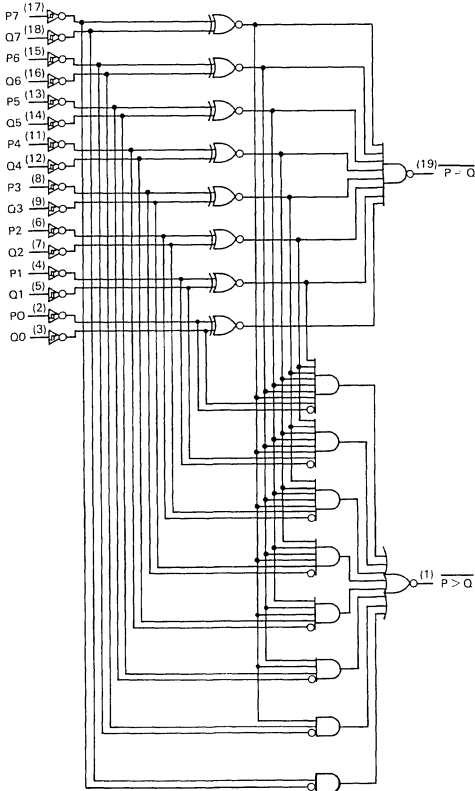 P7 (17)
Q7 (18)
P6 (15)
Q6 (16)
P5 (13)
Q5 (14)
P4 (11)
Q4 (12)
P3 (8)
Q3 (9)
P2 (6)
Q2 (7)
P1 (4)
Q1 (5)
P0 (2)
Q0 (3)
(19) P = Q
(1) P > Q